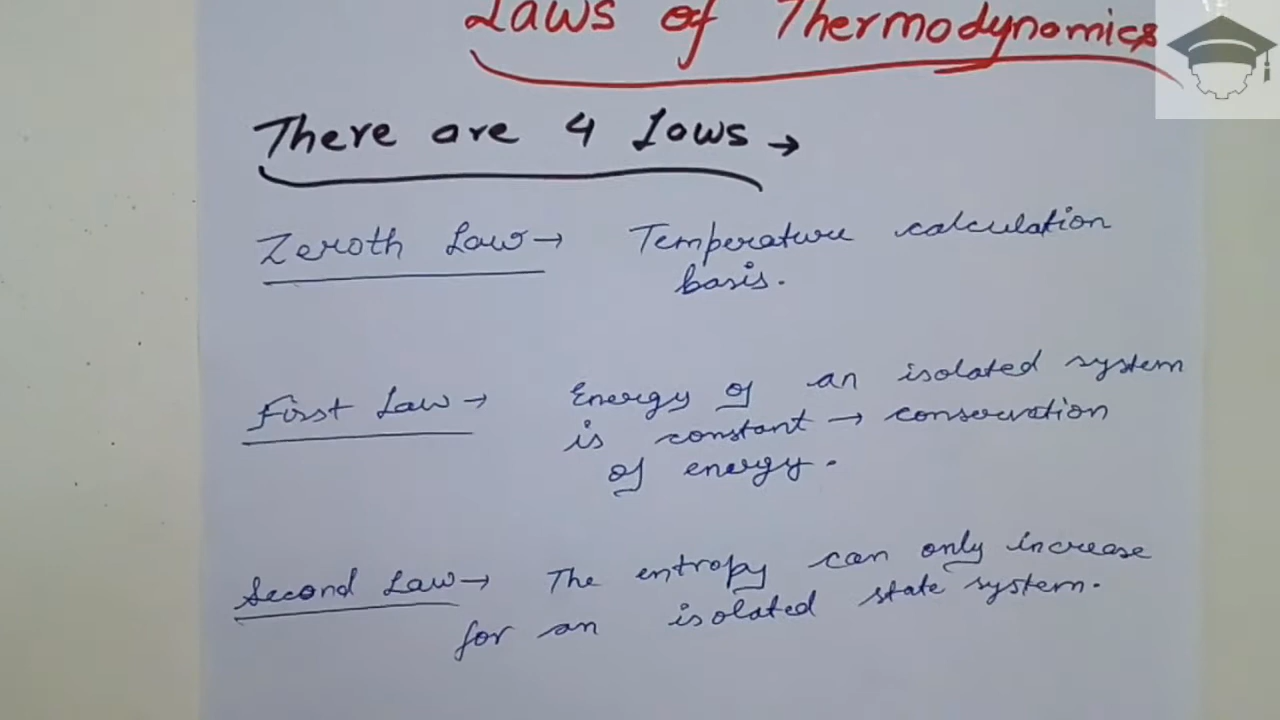 Laws of Thermodynamics
There are 4 laws →
Zeroth Law → Temperature calculation
basis.
First Law → Energy of an isolated system
is constant → conservation
of energy.
Second Law → The entropy can only increase
for an isolated state system.